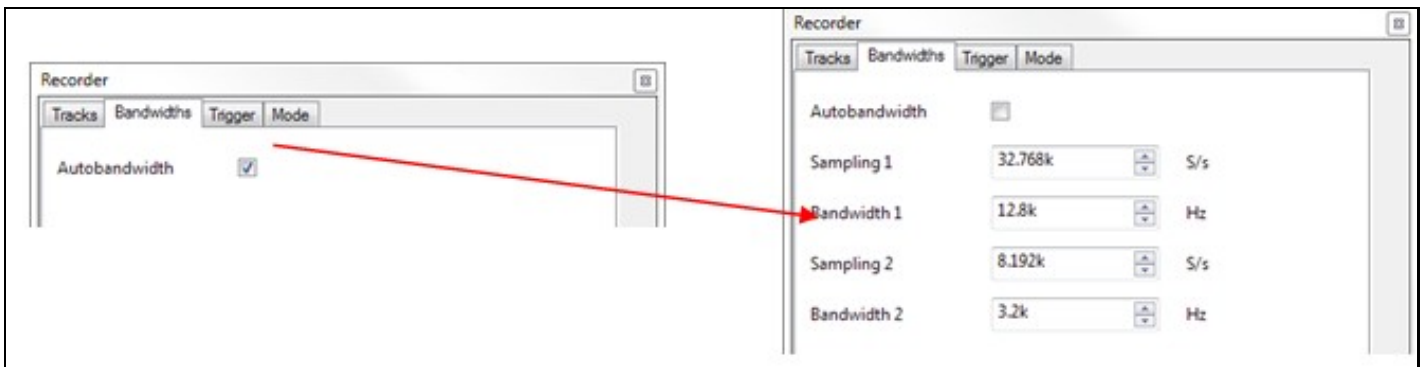 Recorder
Tracks Bandwidths Trigger Mode
Autobandwidth
Recorder
Tracks Bandwidths Trigger Mode
Autobandwidth
Sampling 1 32.768k S/s
Bandwidth 1 12.8k Hz
Sampling 2 8.192k S/s
Bandwidth 2 3.2k Hz